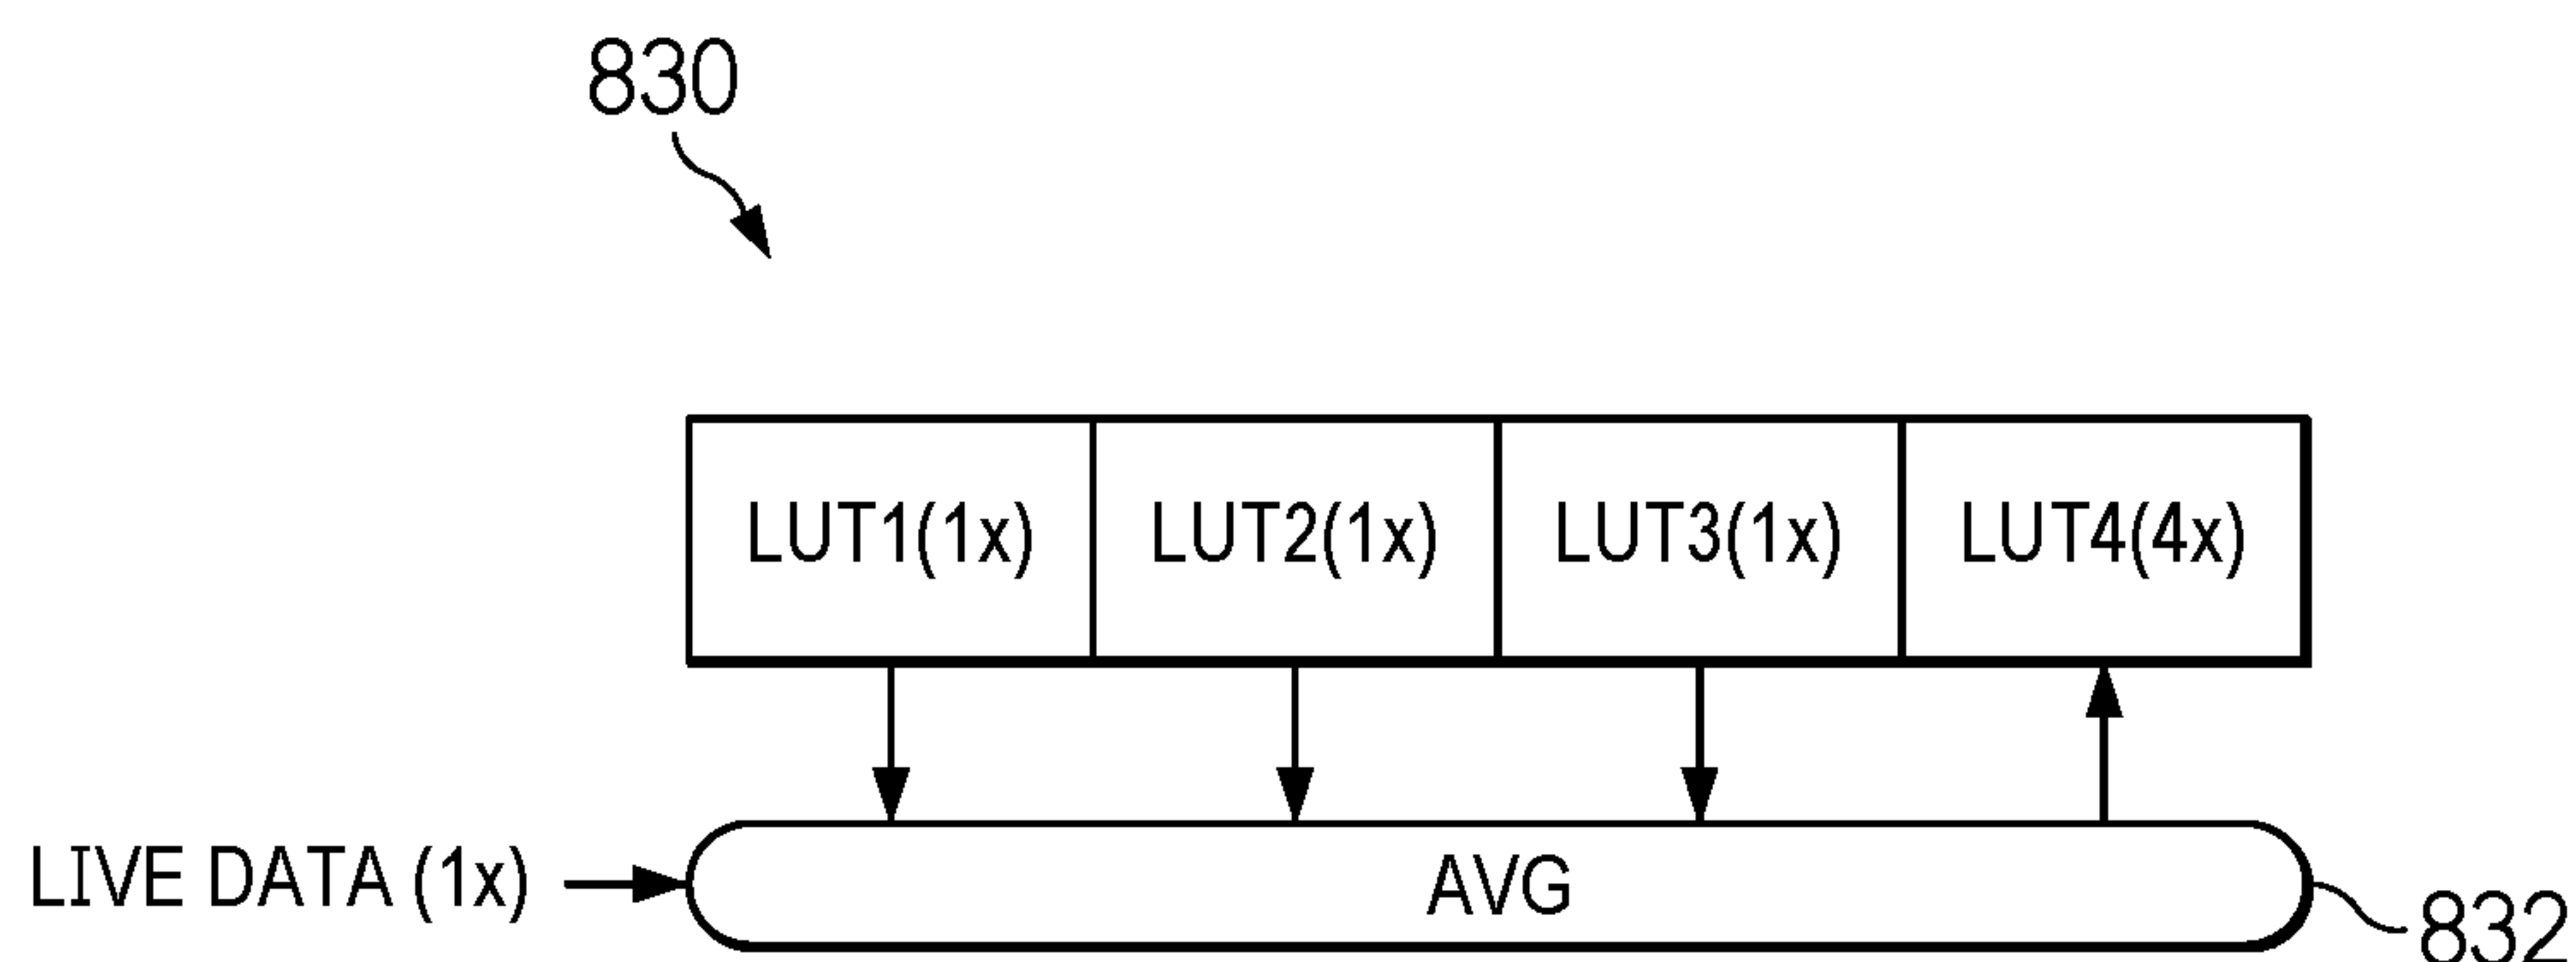 830
LUT1(1x) LUT2(1x) LUT3(1x) LUT4(4x)
LIVE DATA (1x) AVG
832